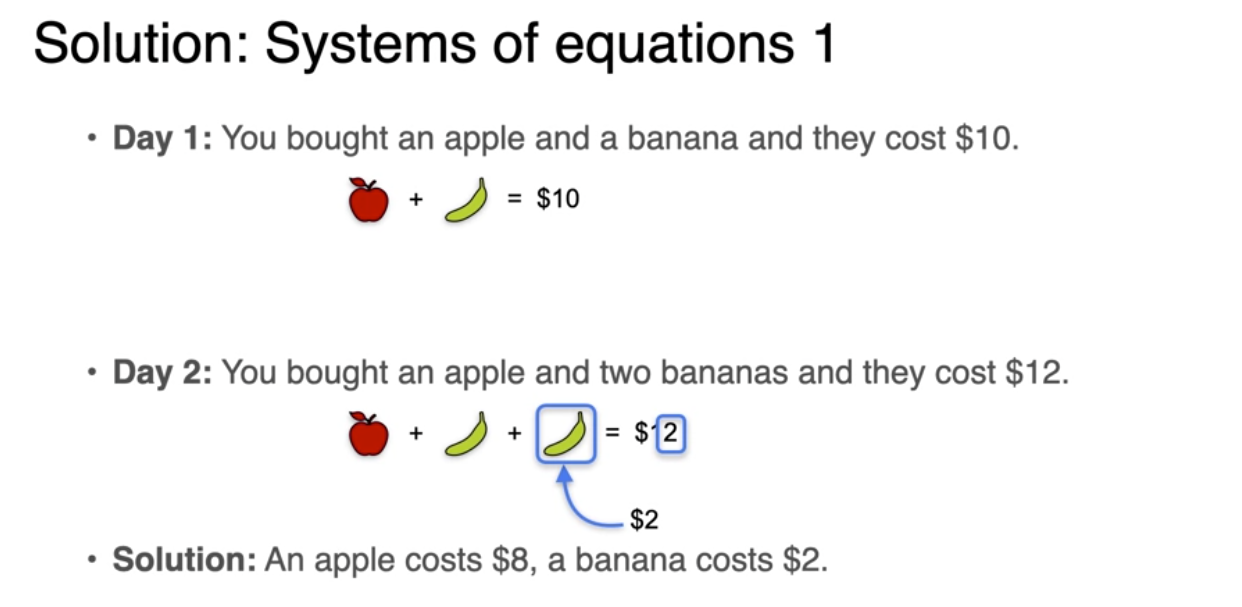 Solution: Systems of equations 1
• Day 1: You bought an apple and a banana and they cost $10.
+ = $10
• Day 2: You bought an apple and two bananas and they cost $12.
+ + = $12
$2
• Solution: An apple costs $8, a banana costs $2.